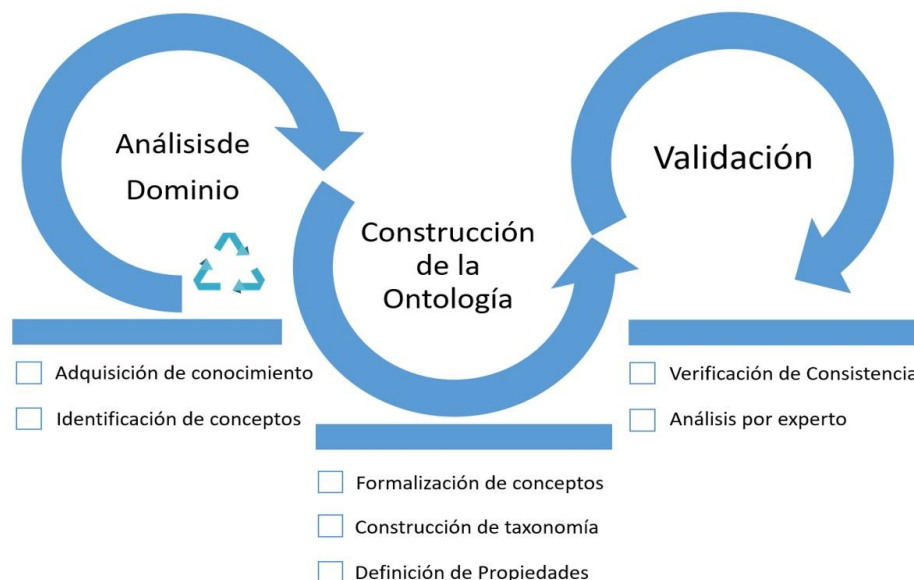 Análisisde
Dominio
Adquisición de conocimiento
Identificación de conceptos
Construcción
de la
Ontología
Formalización de conceptos
Construcción de taxonomía
Definición de Propiedades
Validación
Verificación de Consistencia
Análisis por experto